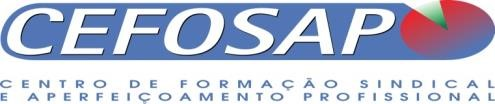 CEFOSAP
CENTRO DE FORMAÇÃO SINDICAL
E APERFEIÇOAMENTO PROFISSIONAL